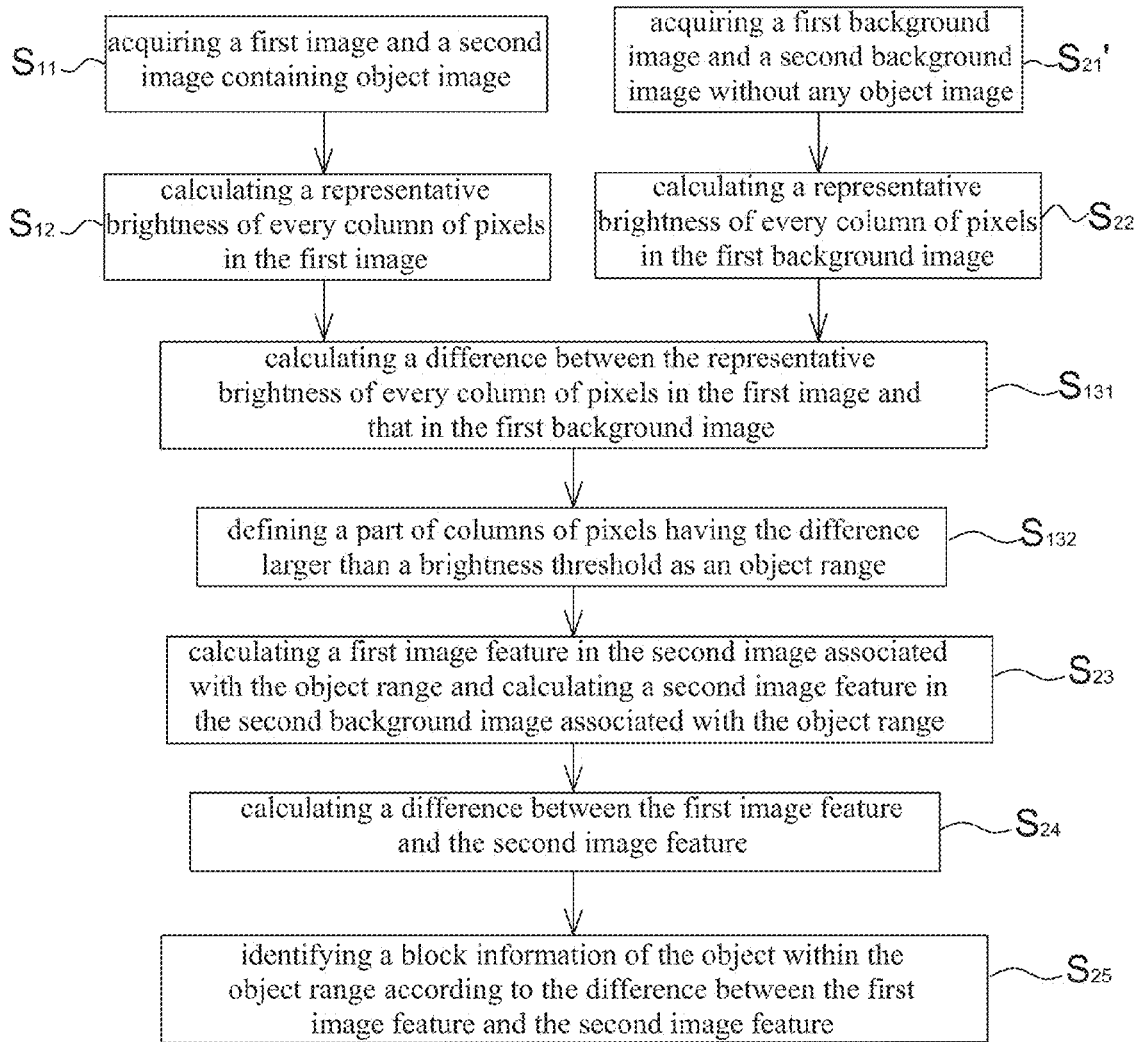 S11
acquiring a first image and a second
image containing object image
acquiring a first background
image and a second background
image without any object image
S21'
S12
calculating a representative
brightness of every column of pixels
in the first image
calculating a representative
brightness of every column of pixels
in the first background image
S22
calculating a difference between the representative
brightness of every column of pixels in the first image and
that in the first background image
S131
defining a part of columns of pixels having the difference
larger than a brightness threshold as an object range
S132
calculating a first image feature in the second image associated
with the object range and calculating a second image feature in
the second background image associated with the object range
S23
calculating a difference between the first image feature
and the second image feature
S24
identifying a block information of the object within the
object range according to the difference between the first
image feature and the second image feature
S25